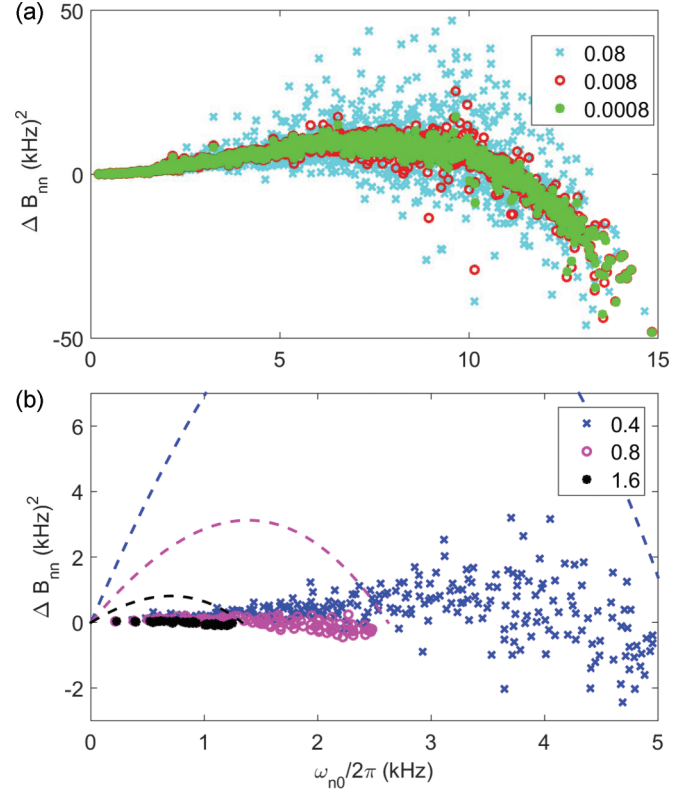 (a)
50
0
-50
Δ B_nn (kHz)²
0.08
0.008
0.0008
0 5 10 15
(b)
6
4
2
0
-2
Δ B_nn (kHz)²
0.4
0.8
1.6
0 1 2 3 4 5
ω_n0/2π (kHz)